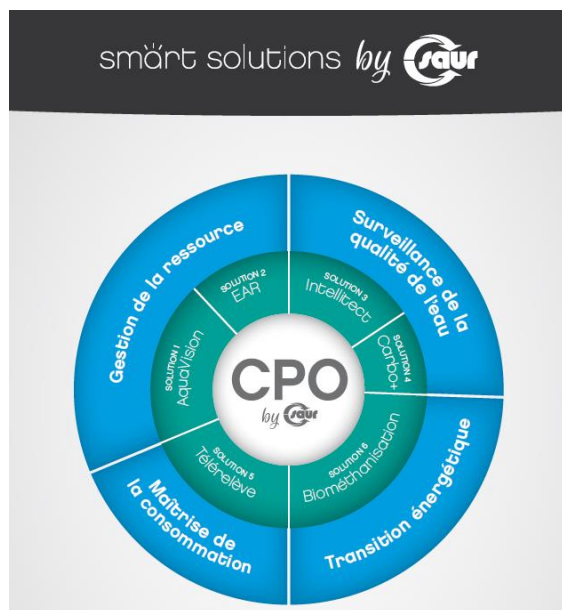 smärt solutions by saur
Gestion de la ressource
Surveillance de la
qualité de l'eau
SOLUTION 2
EAR
SOLUTION 3
Intellitect
SOLUTION 1
AquaVision
SOLUTION 4
Carbo+
CPO
by saur
SOLUTION 5
Télérelève
SOLUTION 6
Biométhanisation
Maîtrise de
la consommation
Transition énergétique